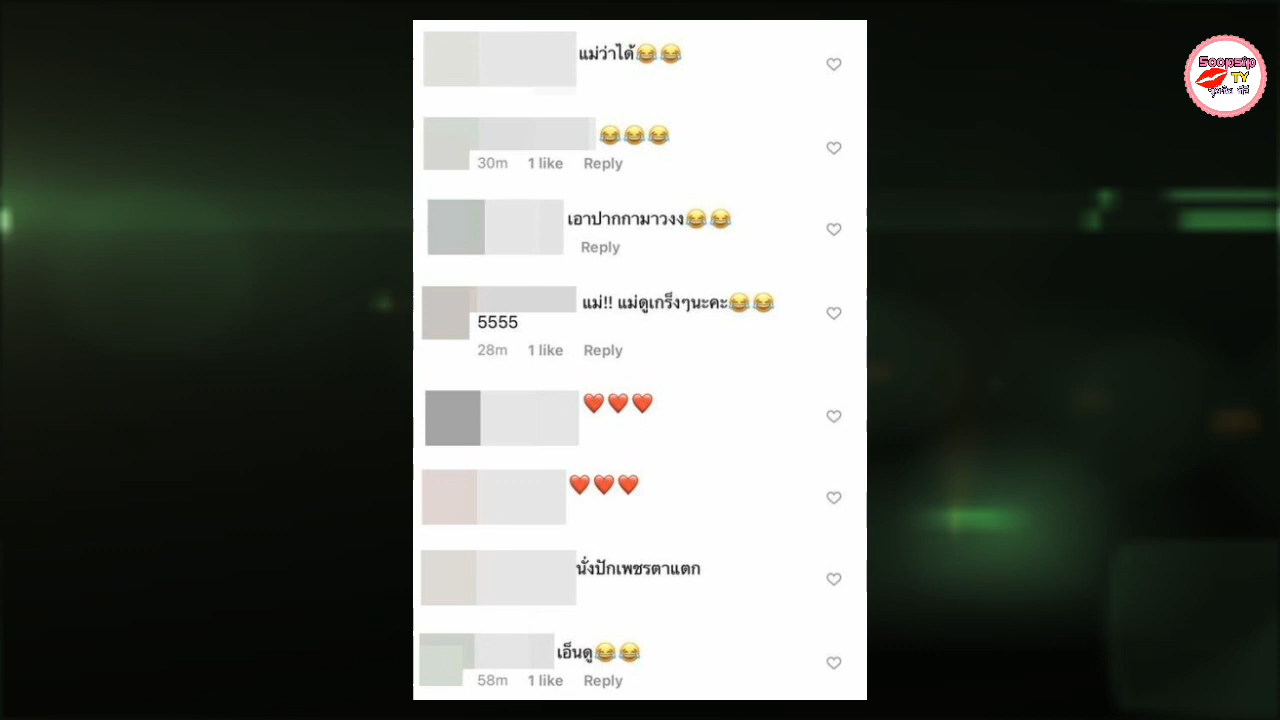 แม่ว่าได้😂😂
😂😂😂
30m 1 like Reply
เอาปากกามาวงง😂😂
Reply
แม่!! แม่ดูเกร็งๆนะคะ😂😂
5555
28m 1 like Reply
❤️❤️❤️
❤️❤️❤️
นั่งปักเพชรตาแตก
เอ็นดู😂😂
58m 1 like Reply
Soopsip
TY